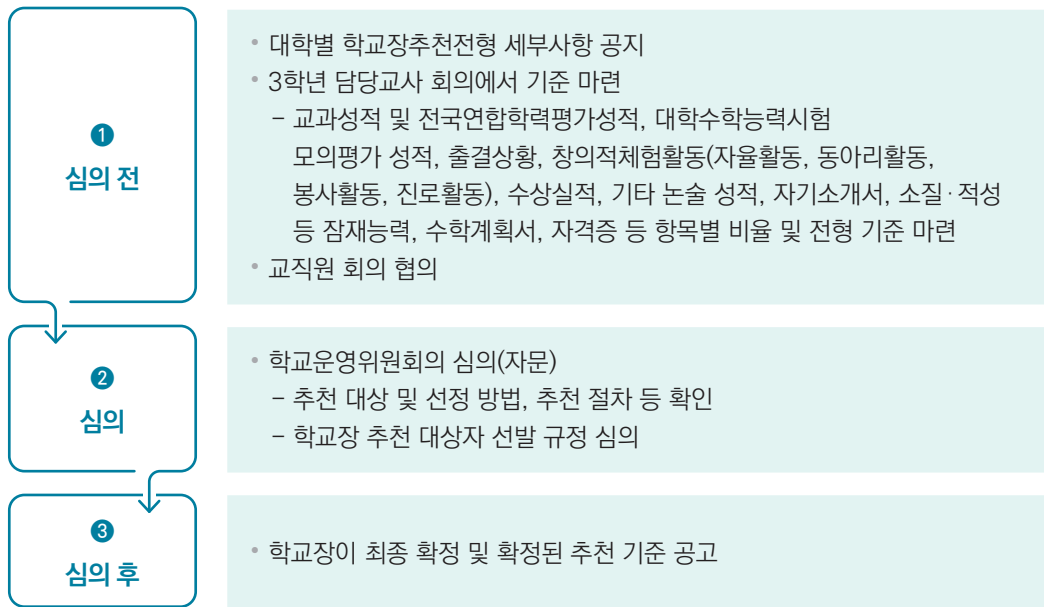 ❶
심의 전
• 대학별 학교장추천전형 세부사항 공지
• 3학년 담당교사 회의에서 기준 마련
– 교과성적 및 전국연합학력평가성적, 대학수학능력시험
모의평가 성적, 출결상황, 창의적체험활동(자율활동, 동아리활동,
봉사활동, 진로활동), 수상실적, 기타 논술 성적, 자기소개서, 소질·적성
등 잠재능력, 수학계획서, 자격증 등 항목별 비율 및 전형 기준 마련
• 교직원 회의 협의
❷
심의
• 학교운영위원회의 심의(자문)
– 추천 대상 및 선정 방법, 추천 절차 등 확인
– 학교장 추천 대상자 선발 규정 심의
❸
심의 후
• 학교장이 최종 확정 및 확정된 추천 기준 공고